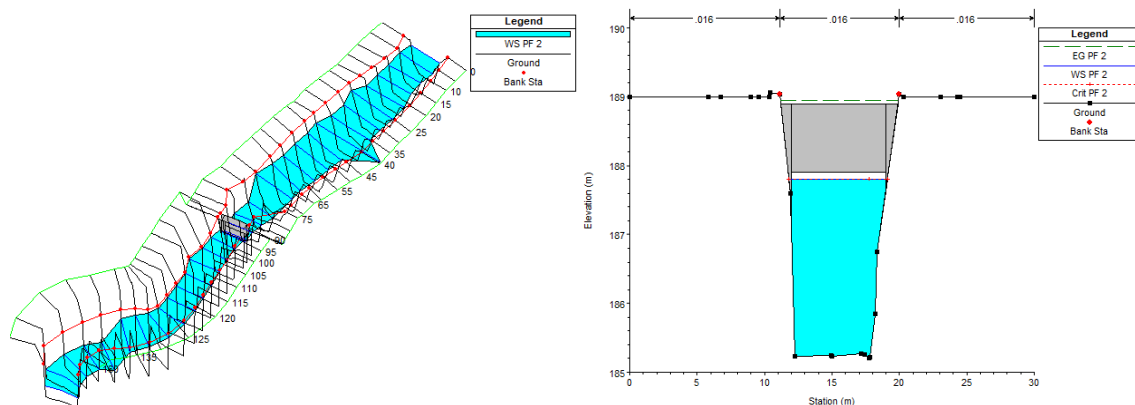 Legend
WS PF 2
Ground
Bank Sta
0
10
15
20
25
35
40
45
55
65
75
95
100
105
110
115
120
125
135
.016 .016 .016
190
189
188
187
186
185
0 5 10 15 20 25 30
Elevation (m)
Station (m)
Legend
EG PF 2
WS PF 2
Crit PF 2
Ground
Bank Sta